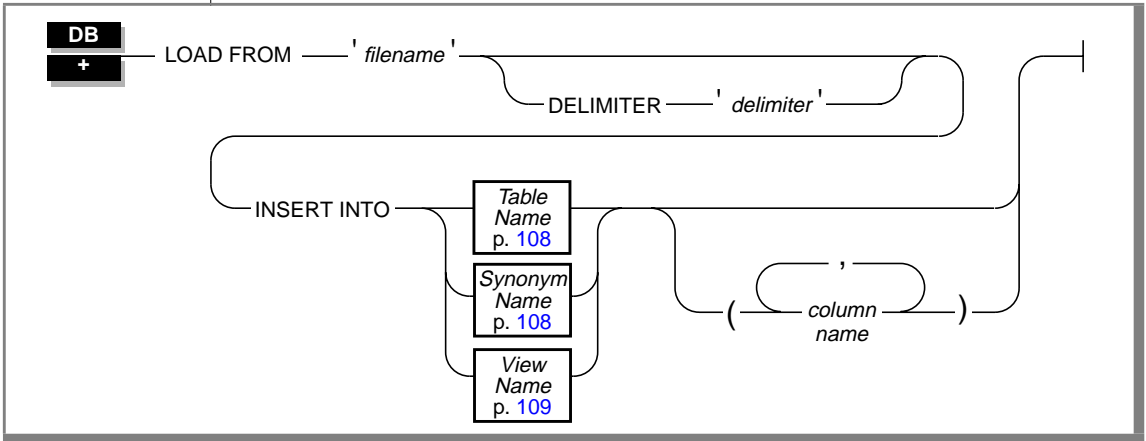 DB
+
LOAD FROM ' filename '
DELIMITER ' delimiter '
INSERT INTO
Table
Name
p. 108
Synonym
Name
p. 108
View
Name
p. 109
(
,
column
name
)